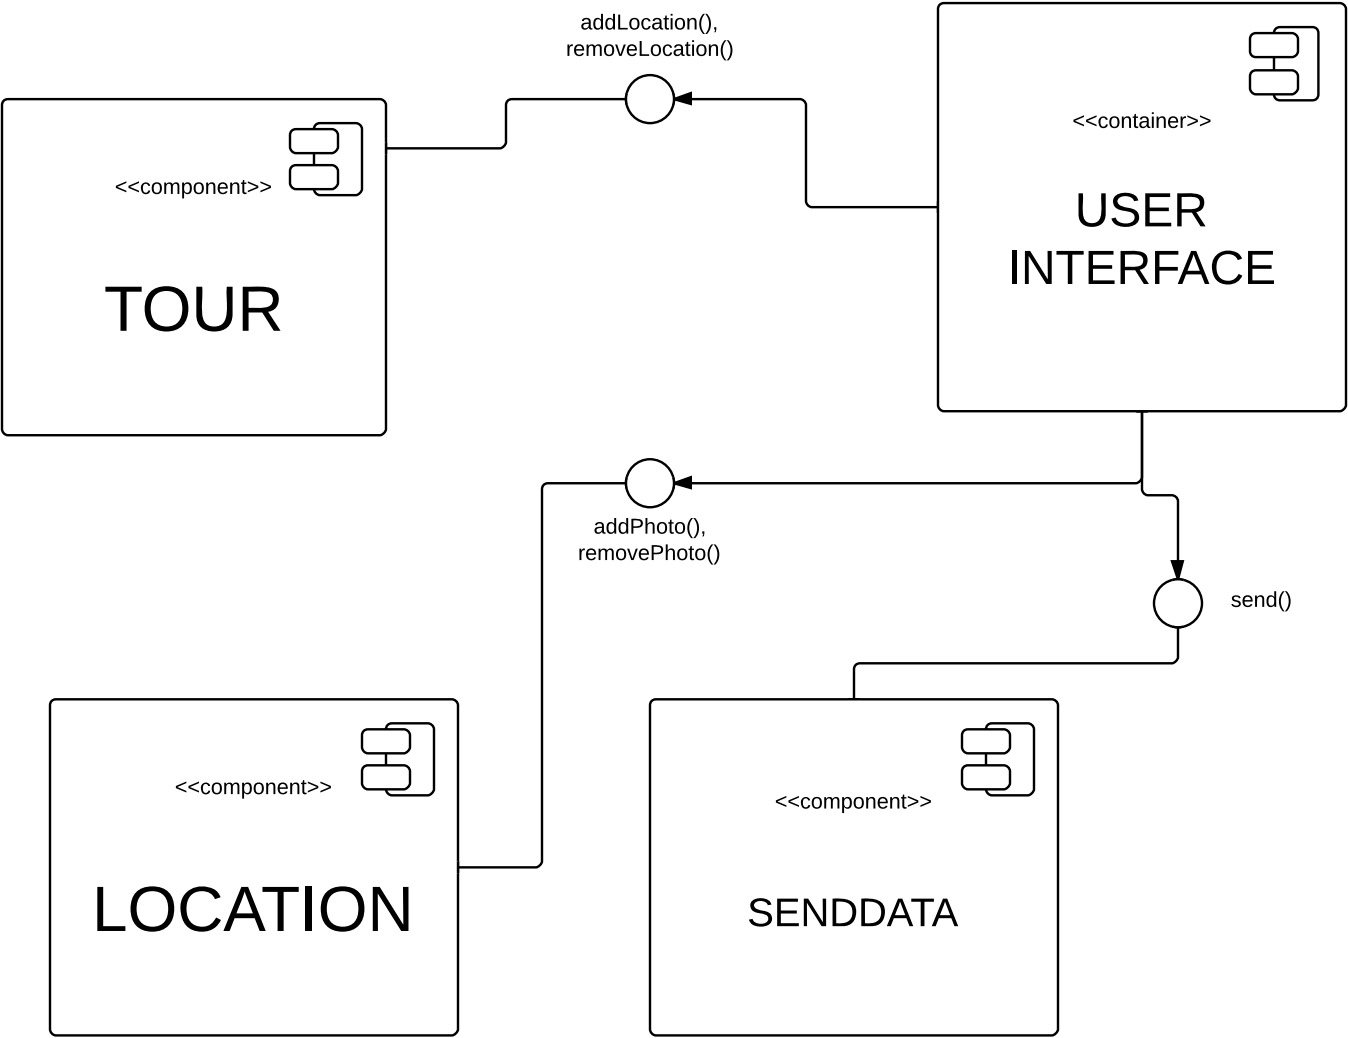 addLocation(),
removeLocation()
<<component>>
TOUR
<<container>>
USER
INTERFACE
addPhoto(),
removePhoto()
send()
<<component>>
LOCATION
<<component>>
SENDDATA